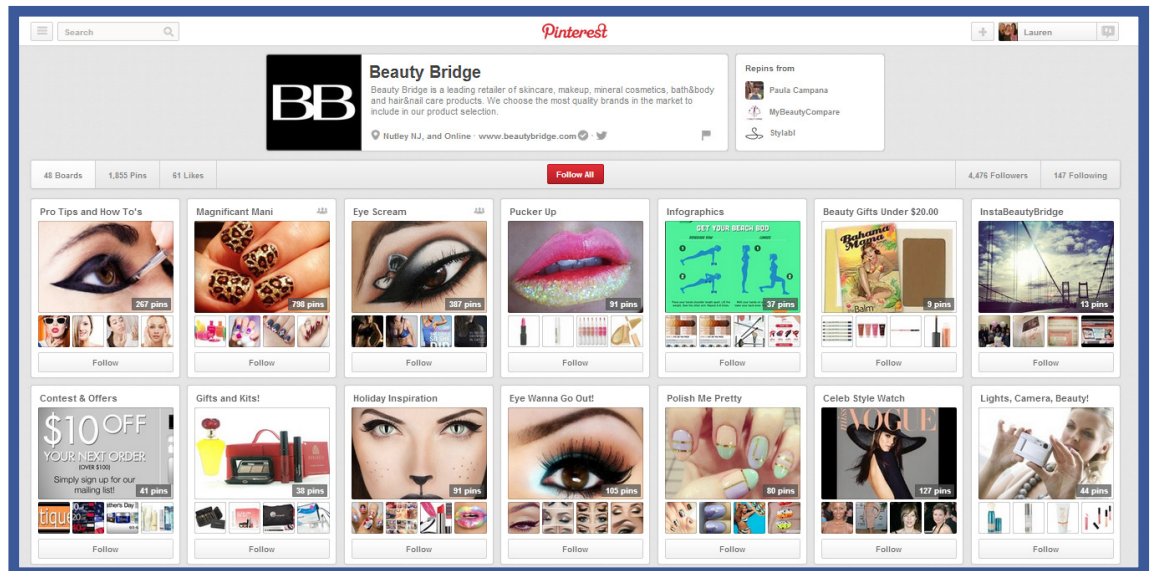 Search
Pinterest
Lauren
BB
Beauty Bridge
Beauty Bridge is a leading retailer of skincare, makeup, mineral cosmetics, bath&body
and hair&nail care products. We choose the most quality brands in the market to
include in our product selection.
Nutley NJ, and Online · www.beautybridge.com
Repins from
Paula Campana
MyBeautyCompare
Stylabl
48 Boards
1,855 Pins
61 Likes
Follow All
4,476 Followers
147 Following
Pro Tips and How To's
267 pins
Follow
Magnificant Mani
798 pins
Follow
Eye Scream
387 pins
Follow
Pucker Up
91 pins
Follow
Infographics
GET YOUR BEACH BOD
37 pins
Follow
Beauty Gifts Under $20.00
Bahama
Mama
theBalm
9 pins
Follow
InstaBeautyBridge
13 pins
Follow
Contest & Offers
$10 OFF
YOUR NEXT ORDER
(OVER $100)
Simply sign up for our
mailing list!
41 pins
Follow
Gifts and Kits!
38 pins
Follow
Holiday Inspiration
91 pins
Follow
Eye Wanna Go Out!
105 pins
Follow
Polish Me Pretty
80 pins
Follow
Celeb Style Watch
VOGUE
127 pins
Follow
Lights, Camera, Beauty!
44 pins
Follow